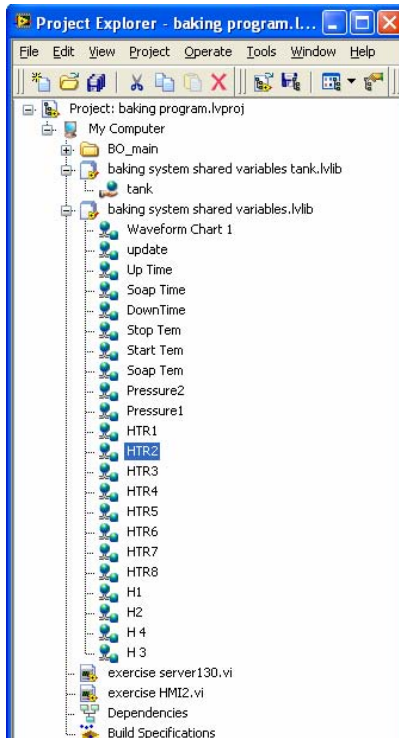 Project Explorer - baking program.l...
File Edit View Project Operate Tools Window Help
Project: baking program.lvproj
My Computer
BO_main
baking system shared variables tank.lvlib
tank
baking system shared variables.lvlib
Waveform Chart 1
update
Up Time
Soap Time
DownTime
Stop Tem
Start Tem
Soap Tem
Pressure2
Pressure1
HTR1
HTR2
HTR3
HTR4
HTR5
HTR6
HTR7
HTR8
H1
H2
H 4
H 3
exercise server130.vi
exercise HMI2.vi
Dependencies
Build Specifications